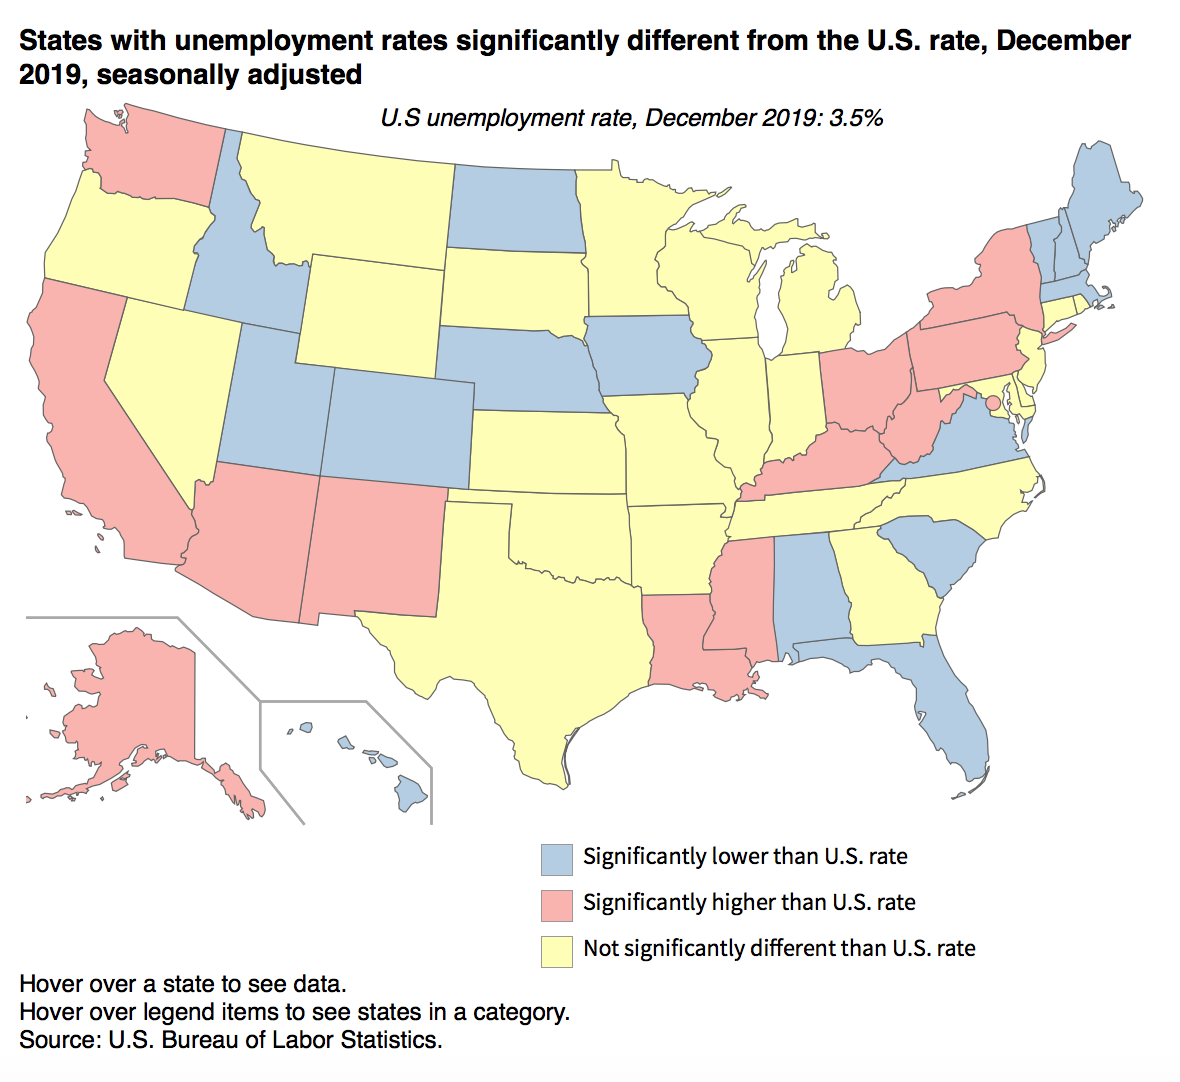 States with unemployment rates significantly different from the U.S. rate, December
2019, seasonally adjusted
U.S unemployment rate, December 2019: 3.5%
Significantly lower than U.S. rate
Significantly higher than U.S. rate
Not significantly different than U.S. rate
Hover over a state to see data.
Hover over legend items to see states in a category.
Source: U.S. Bureau of Labor Statistics.